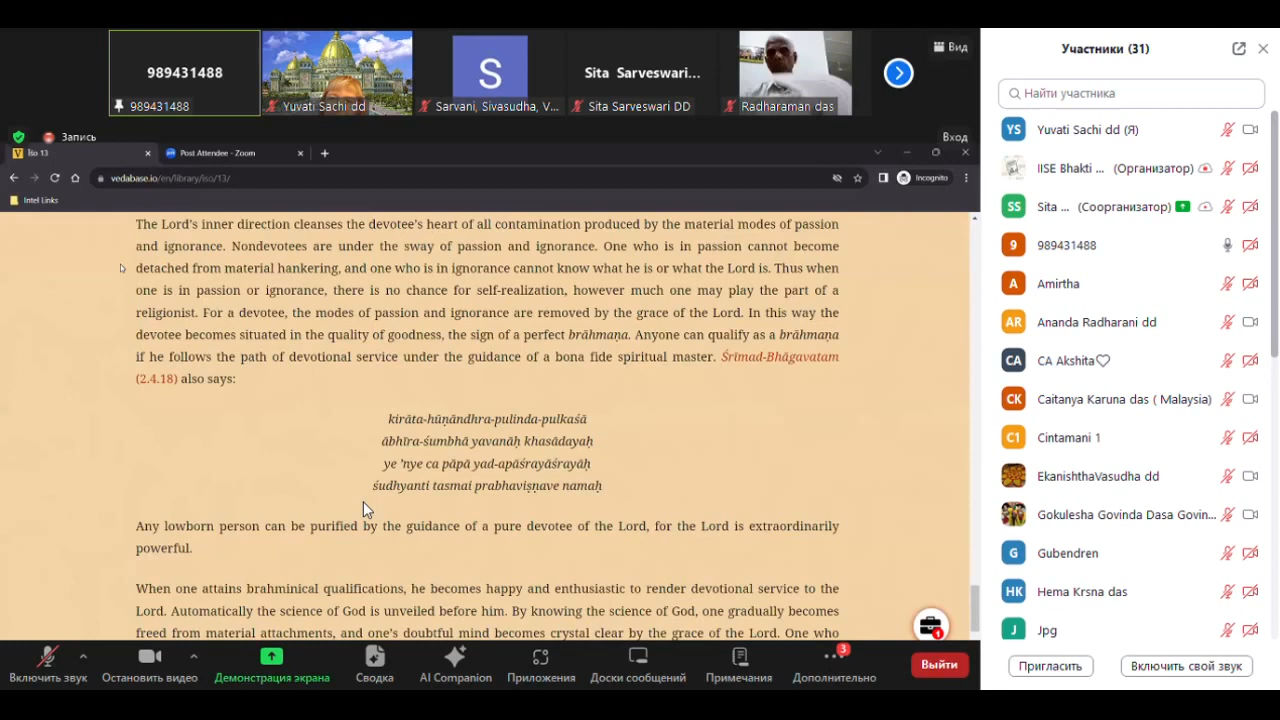 989431488
Sita Sarveswari...
S
989431488
Yuvati Sachi dd
Sarvani, Sivasudha, V...
Sita Sarveswari DD
Radharaman das
Вид
Запись
Вход
Īśo 13
Post Attendee - Zoom
vedabase.io/en/library/iso/13/
Incognito
Intel Links
The Lord's inner direction cleanses the devotee's heart of all contamination produced by the material modes of passion
and ignorance. Nondevotees are under the sway of passion and ignorance. One who is in passion cannot become
detached from material hankering, and one who is in ignorance cannot know what he is or what the Lord is. Thus when
one is in passion or ignorance, there is no chance for self-realization, however much one may play the part of a
religionist. For a devotee, the modes of passion and ignorance are removed by the grace of the Lord. In this way the
devotee becomes situated in the quality of goodness, the sign of a perfect brāhmaṇa. Anyone can qualify as a brāhmaṇa
if he follows the path of devotional service under the guidance of a bona fide spiritual master. Śrīmad-Bhāgavatam
(2.4.18) also says:
kirāta-hūṇāndhra-pulinda-pulkaśā
ābhīra-śumbhā yavanāḥ khasādayaḥ
ye 'nye ca pāpā yad-apāśrayāśrayāḥ
śudhyanti tasmai prabhaviṣṇave namaḥ
Any lowborn person can be purified by the guidance of a pure devotee of the Lord, for the Lord is extraordinarily
powerful.
When one attains brahminical qualifications, he becomes happy and enthusiastic to render devotional service to the
Lord. Automatically the science of God is unveiled before him. By knowing the science of God, one gradually becomes
freed from material attachments, and one's doubtful mind becomes crystal clear by the grace of the Lord. One who
1
Включить звук
Остановить видео
Демонстрация экрана
Сводка
AI Companion
Приложения
Доски сообщений
Примечания
3
Дополнительно
Выйти
Участники (31)
Найти участника
YS Yuvati Sachi dd (Я)
IISE Bhakti ... (Организатор)
SS Sita ... (Соорганизатор)
9 989431488
A Amirtha
AR Ananda Radharani dd
CA CA Akshita♡
CK Caitanya Karuna das ( Malaysia)
C1 Cintamani 1
EkanishthaVasudha dd
Gokulesha Govinda Dasa Govin...
G Gubendren
HK Hema Krsna das
J Jpg
Пригласить
Включить свой звук